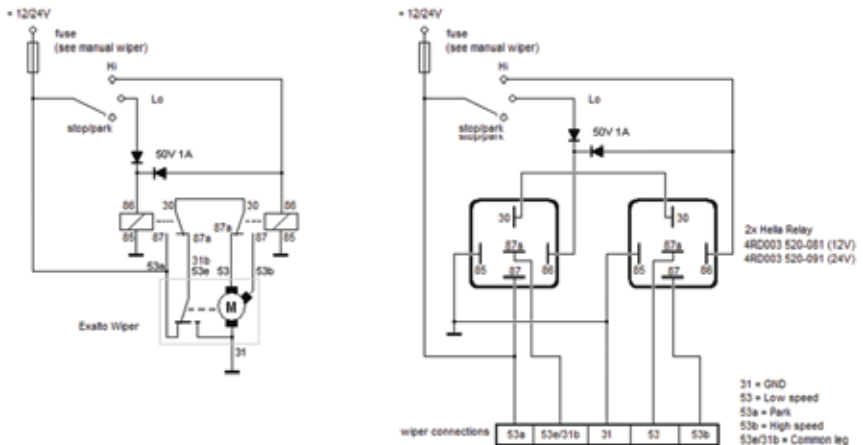 + 12/24V
fuse
(see manual wiper)
Hi
Lo
stop/park
50V 1A
86
30
30
86
87a
85
87
87a
87
85
53a
31b
53e
53
53b
M
Exalto Wiper
31
+ 12/24V
fuse
(see manual wiper)
Hi
Lo
stop/park
50V 1A
30
30
87a
87a
85
87
86
85
87
86
2x Hella Relay
4RD003 520-081 (12V)
4RD003 520-091 (24V)
wiper connections
53a
53e/31b
31
53
53b
31 = GND
53 = Low speed
53a = Park
53b = High speed
53e/31b = Common leg